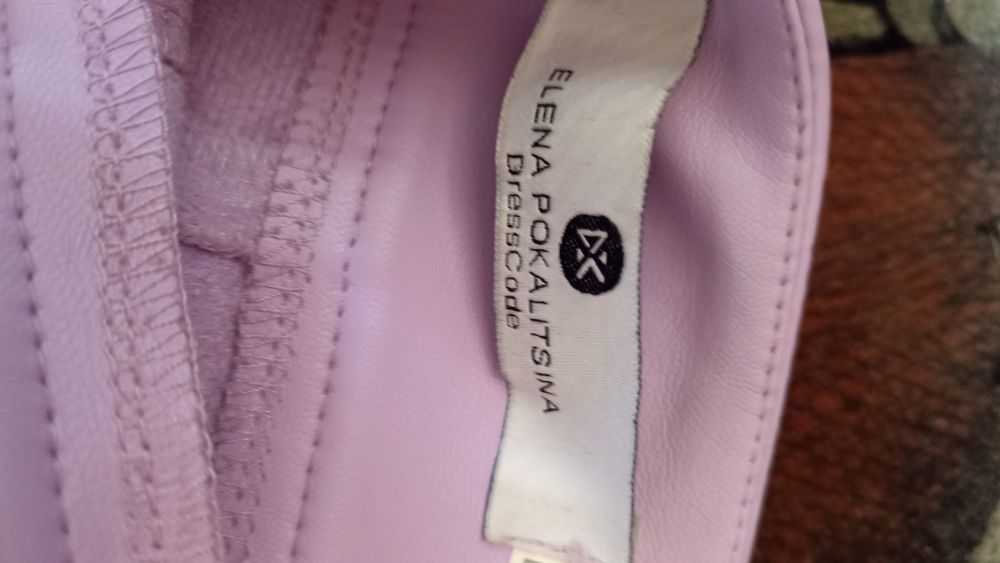 ELENA POKALITSINA
DressCode